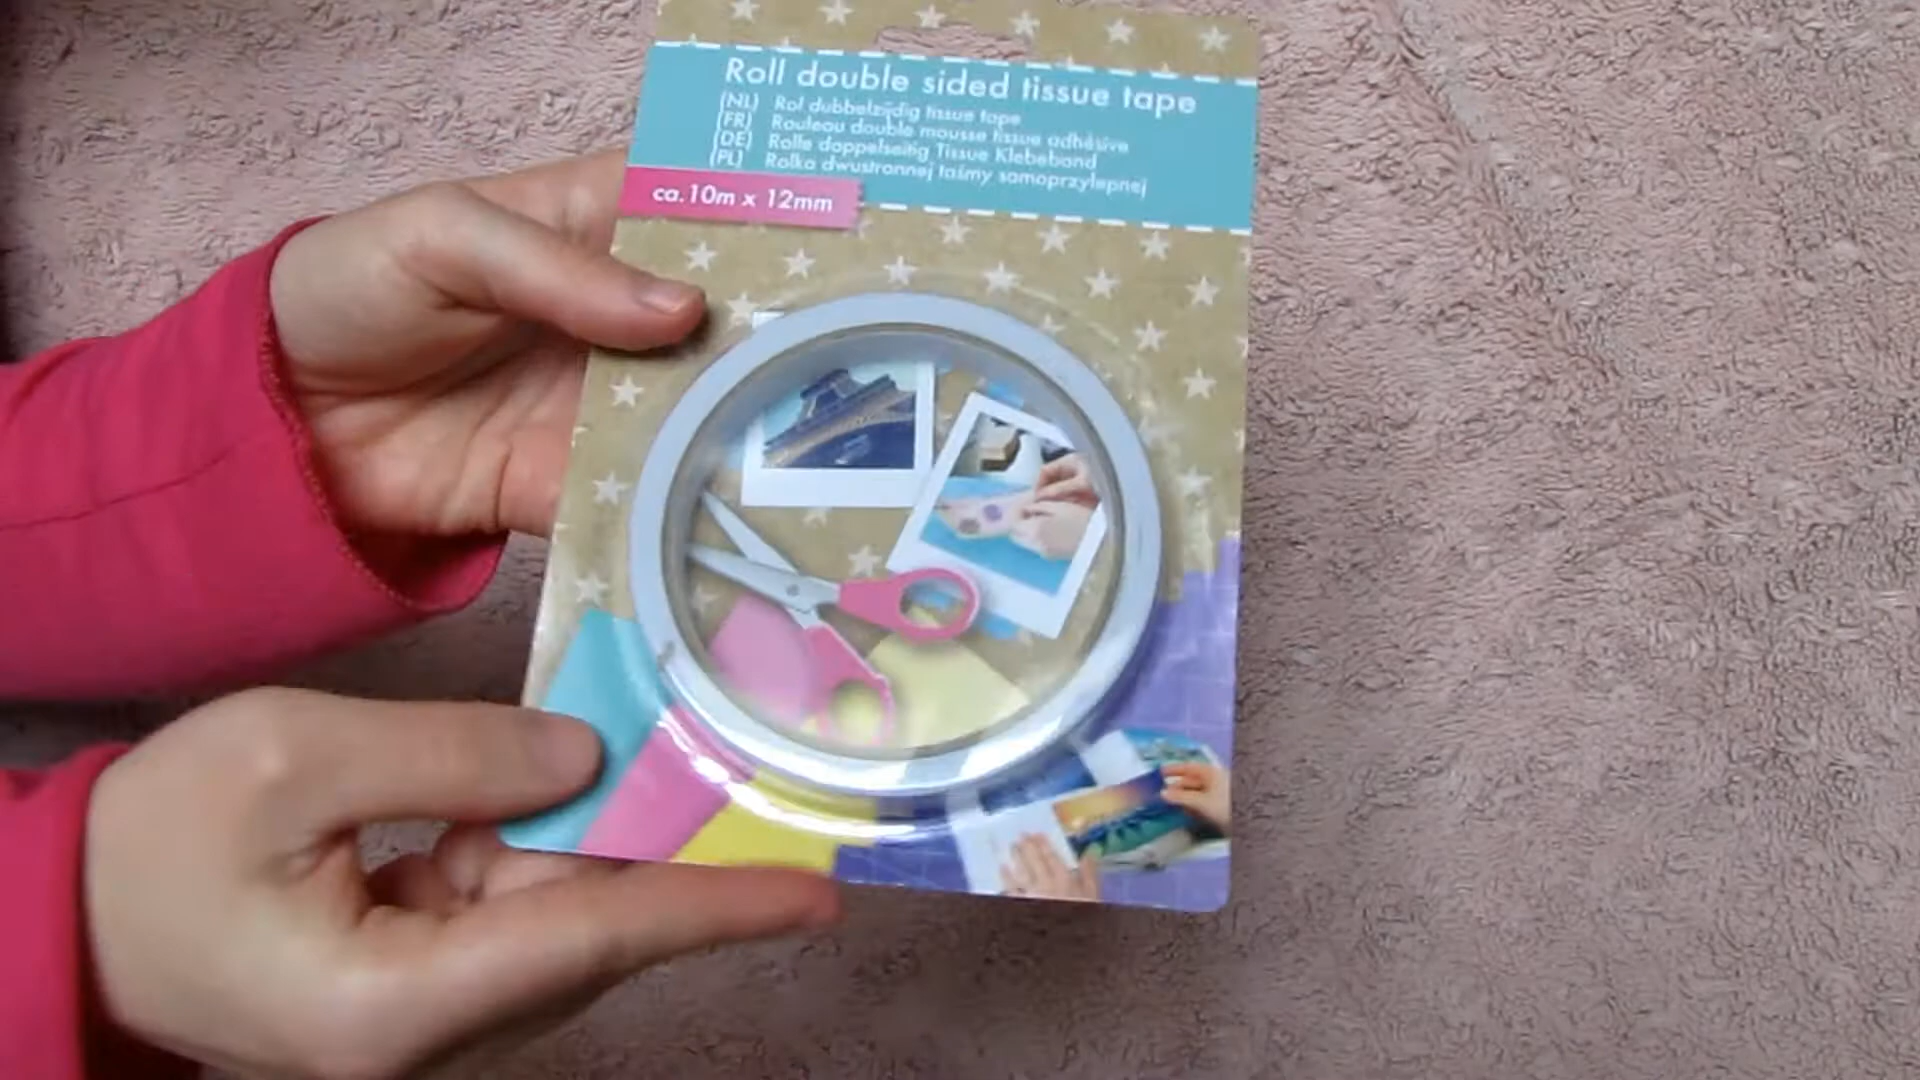 Roll double sided tissue tape
(NL) Rol dubbelzijdig tissue tape
(FR) Rouleau double mousse tissue adhésive
(DE) Rolle doppelseitig Tissue Klebeband
(PL) Rolka dwustronnej taśmy samoprzylepnej
ca.10m x 12mm